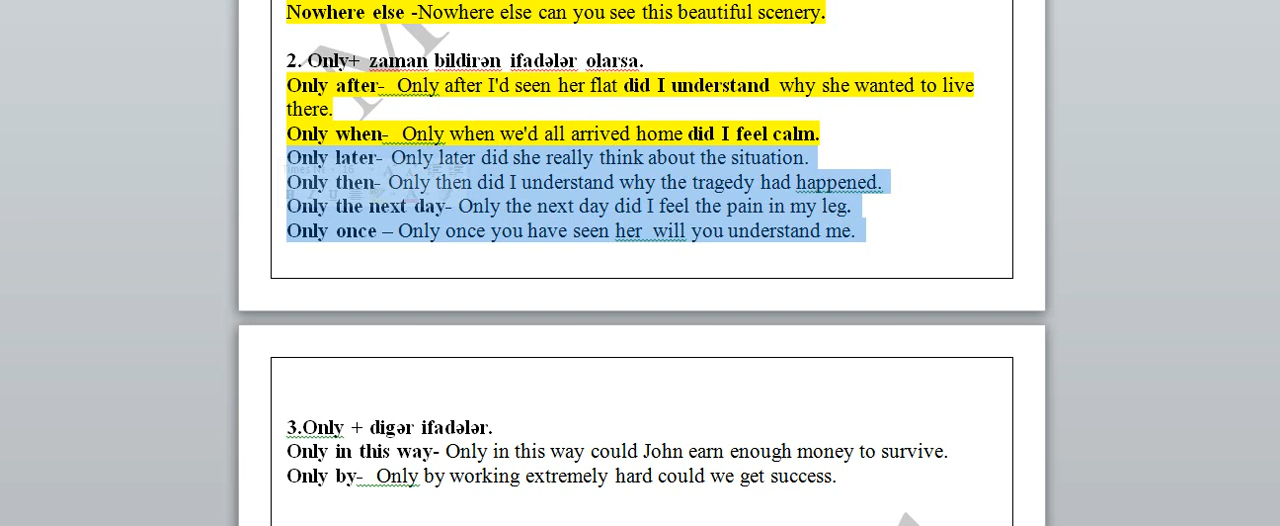 Nowhere else -Nowhere else can you see this beautiful scenery.
2. Only+ zaman bildirən ifadələr olarsa.
Only after- Only after I'd seen her flat did I understand why she wanted to live
there.
Only when- Only when we'd all arrived home did I feel calm.
Only later- Only later did she really think about the situation.
Only then- Only then did I understand why the tragedy had happened.
Only the next day- Only the next day did I feel the pain in my leg.
Only once – Only once you have seen her will you understand me.
3.Only + digər ifadələr.
Only in this way- Only in this way could John earn enough money to survive.
Only by- Only by working extremely hard could we get success.